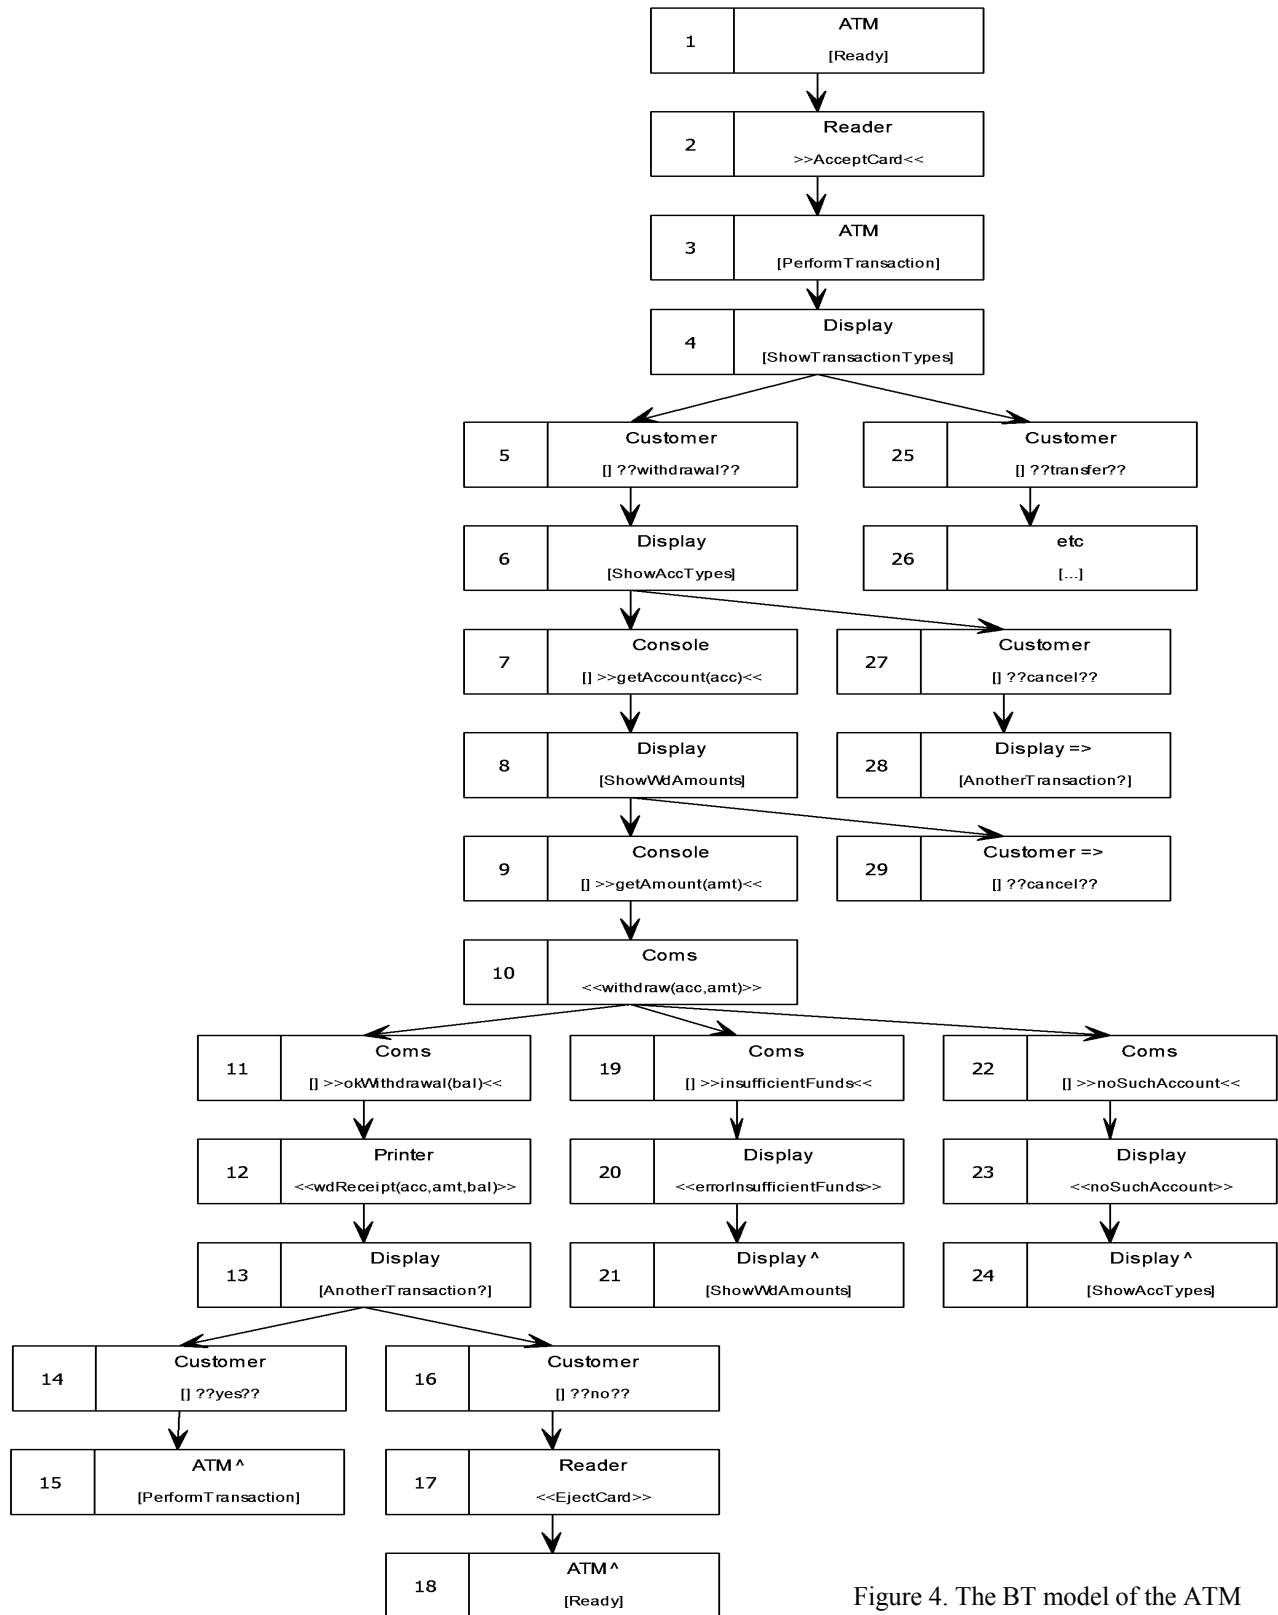 1
ATM
[Ready]
2
Reader
>>AcceptCard<<
3
ATM
[PerformTransaction]
4
Display
[ShowTransactionTypes]
5
Customer
[] ??withdrawal??
25
Customer
[] ??transfer??
6
Display
[ShowAccTypes]
26
etc
[...]
7
Console
[] >>getAccount(acc)<<
27
Customer
[] ??cancel??
8
Display
[ShowWdAmounts]
28
Display =>
[AnotherTransaction?]
9
Console
[] >>getAmount(amt)<<
29
Customer =>
[] ??cancel??
10
Coms
<<withdraw(acc,amt)>>
11
Coms
[] >>okWithdrawal(bal)<<
19
Coms
[] >>insufficientFunds<<
22
Coms
[] >>noSuchAccount<<
12
Printer
<<wdReceipt(acc,amt,bal)>>
20
Display
<<errorInsufficientFunds>>
23
Display
<<noSuchAccount>>
13
Display
[AnotherTransaction?]
21
Display ^
[ShowWdAmounts]
24
Display ^
[ShowAccTypes]
14
Customer
[] ??yes??
16
Customer
[] ??no??
15
ATM ^
[PerformTransaction]
17
Reader
<<EjectCard>>
18
ATM ^
[Ready]
Figure 4. The BT model of the ATM